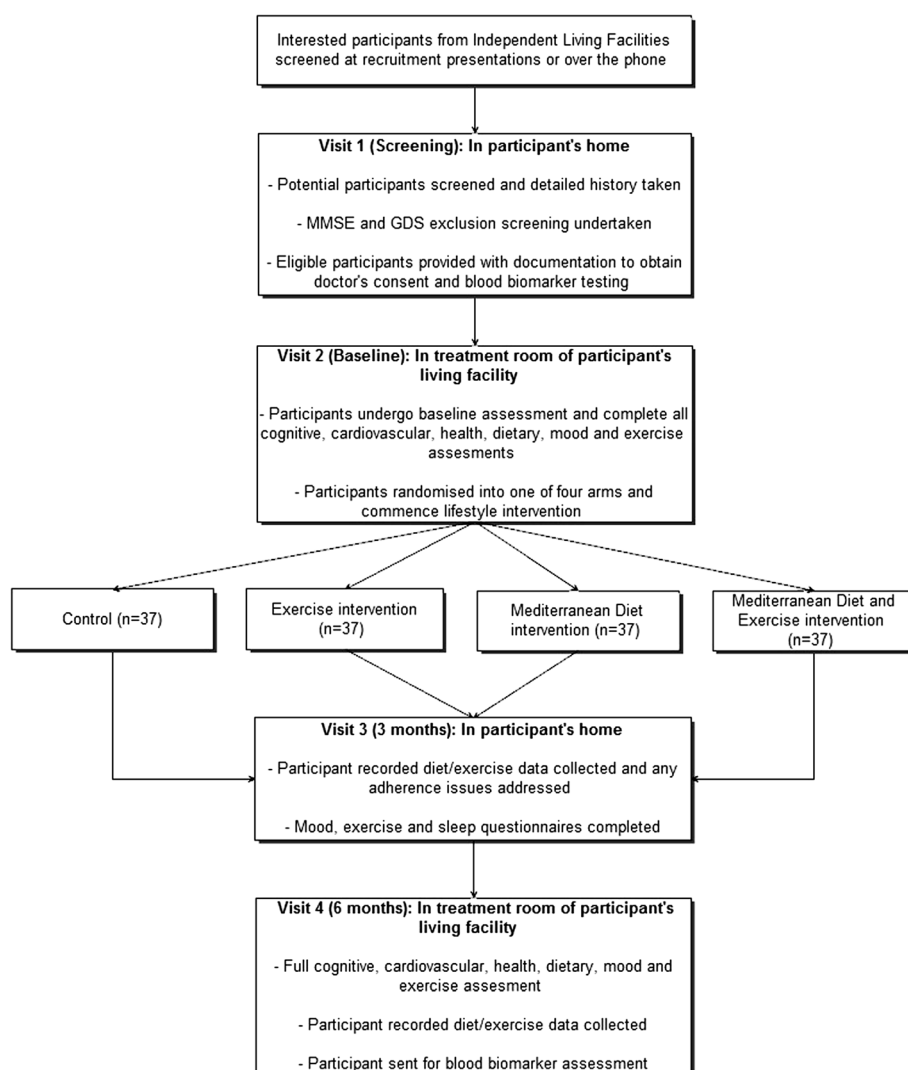 Interested participants from Independent Living Facilities
screened at recruitment presentations or over the phone
Visit 1 (Screening): In participant's home
- Potential participants screened and detailed history taken
- MMSE and GDS exclusion screening undertaken
- Eligible participants provided with documentation to obtain
doctor's consent and blood biomarker testing
Visit 2 (Baseline): In treatment room of participant's
living facility
- Participants undergo baseline assessment and complete all
cognitive, cardiovascular, health, dietary, mood and exercise
assesments
- Participants randomised into one of four arms and
commence lifestyle intervention
Control (n=37)
Exercise intervention
(n=37)
Mediterranean Diet
intervention (n=37)
Mediterranean Diet and
Exercise intervention
(n=37)
Visit 3 (3 months): In participant's home
- Participant recorded diet/exercise data collected and any
adherence issues addressed
- Mood, exercise and sleep questionnaires completed
Visit 4 (6 months): In treatment room of participant's
living facility
- Full cognitive, cardiovascular, health, dietary, mood and
exercise assesment
- Participant recorded diet/exercise data collected
- Participant sent for blood biomarker assessment